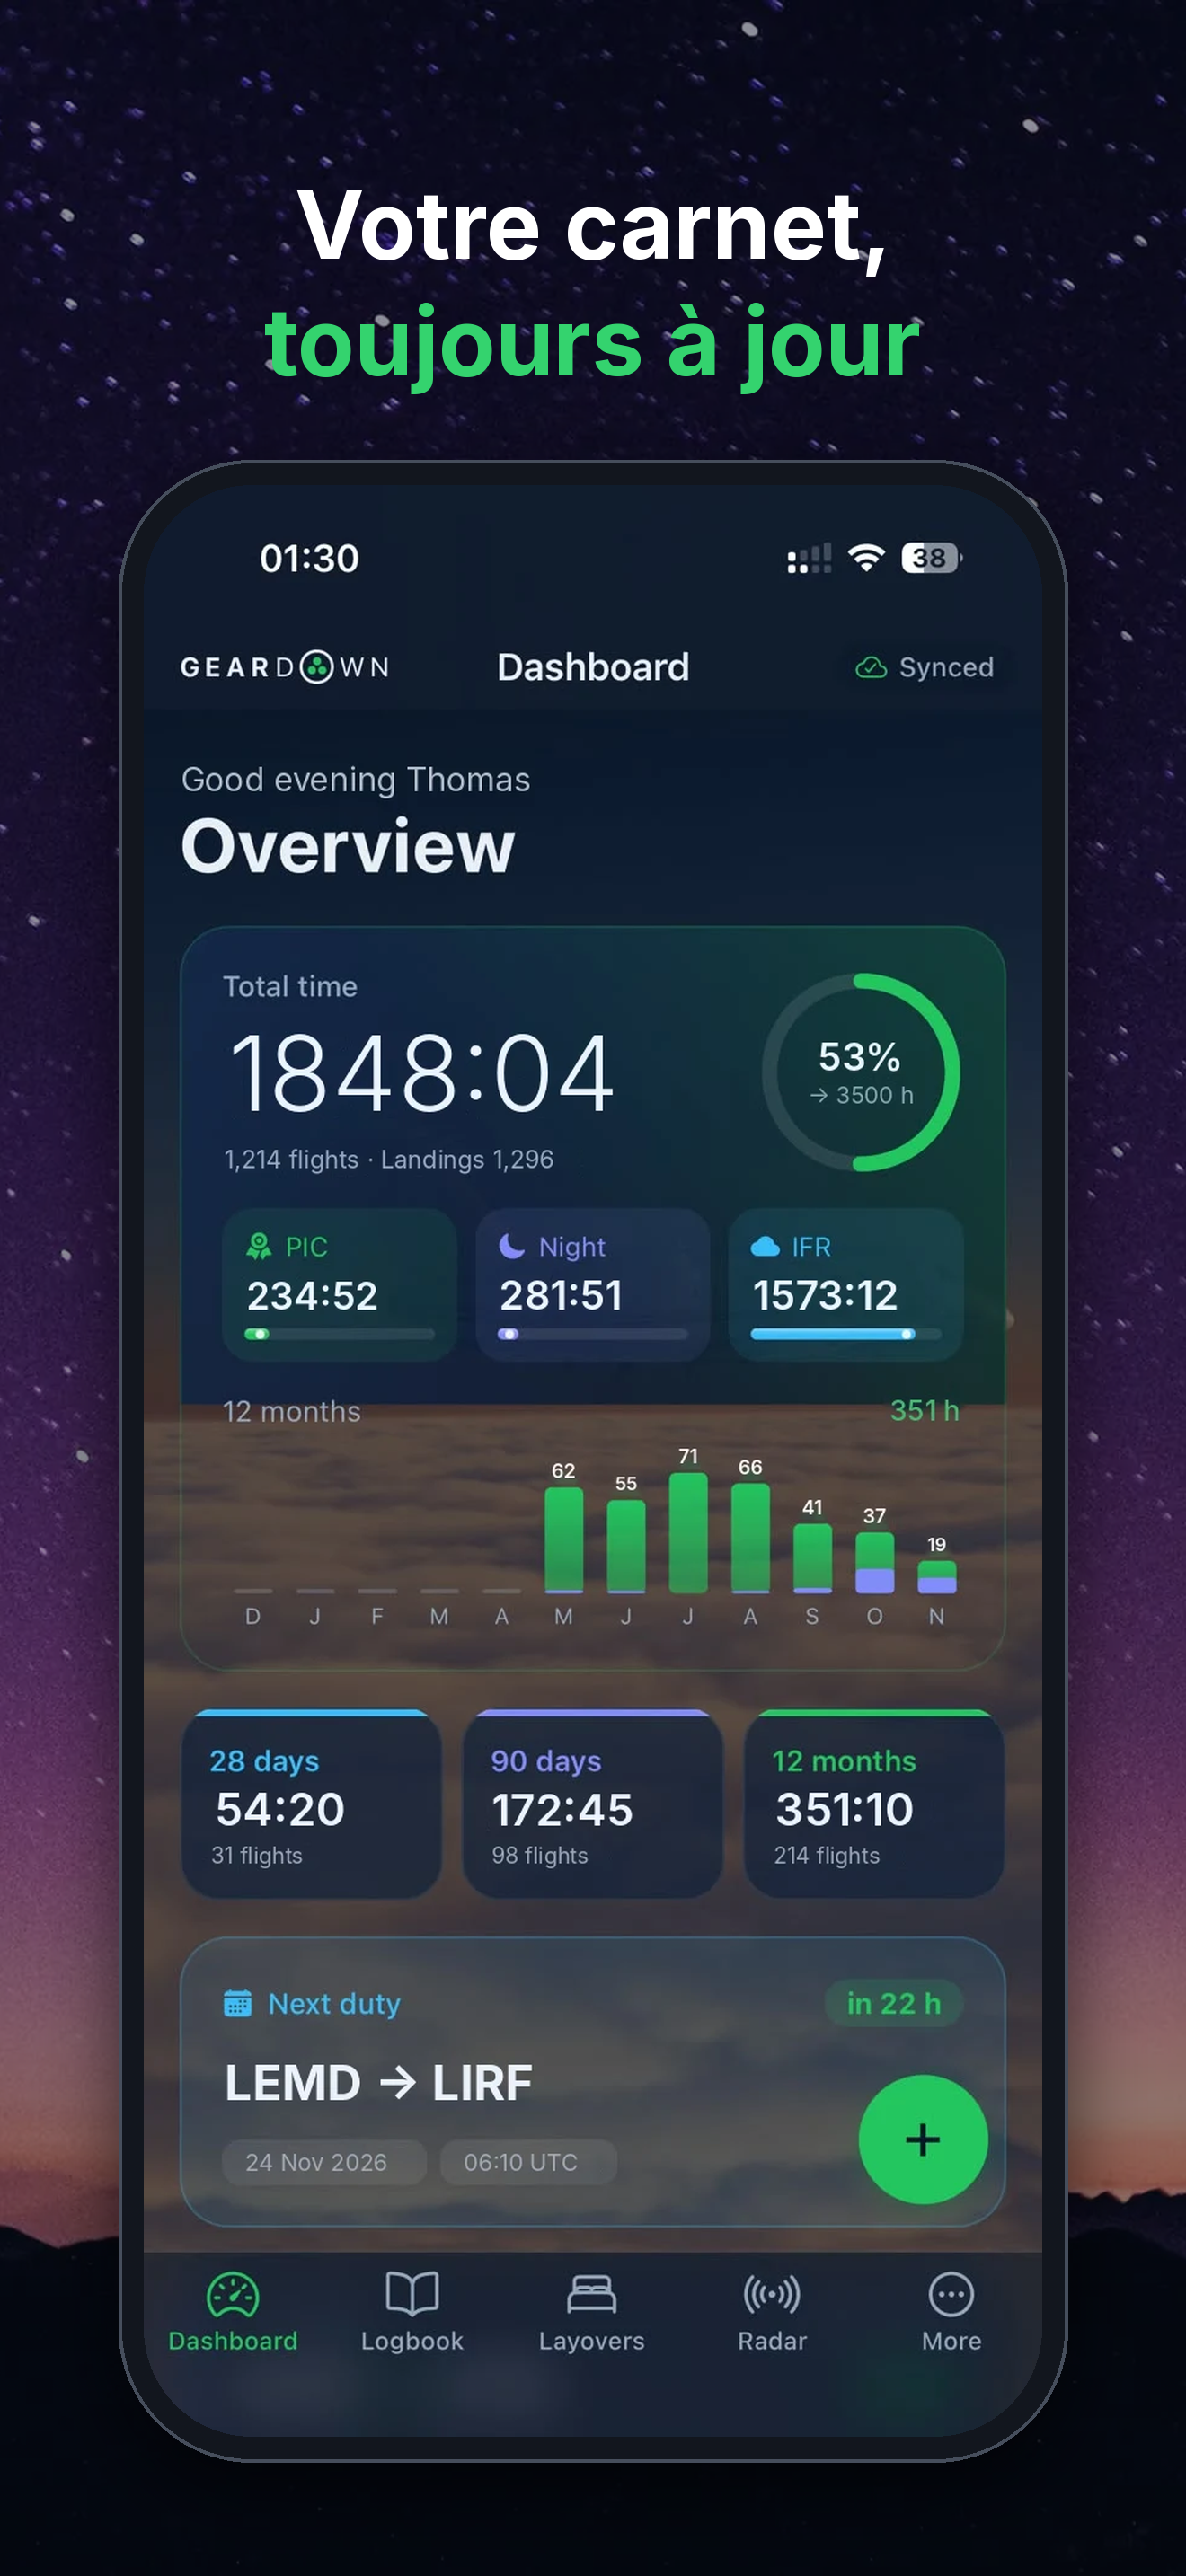 Votre carnet,
toujours à jour
01:30
38
GEARDOWN
Dashboard
Synced
Good evening Thomas
Overview
Total time
1848:04
1,214 flights · Landings 1,296
53%
→ 3500 h
PIC
234:52
Night
281:51
IFR
1573:12
12 months
351 h
62
55
71
66
41
37
19
D J F M A M J J A S O N
28 days
54:20
31 flights
90 days
172:45
98 flights
12 months
351:10
214 flights
Next duty
in 22 h
LEMD → LIRF
24 Nov 2026
06:10 UTC
+
Dashboard
Logbook
Layovers
Radar
More